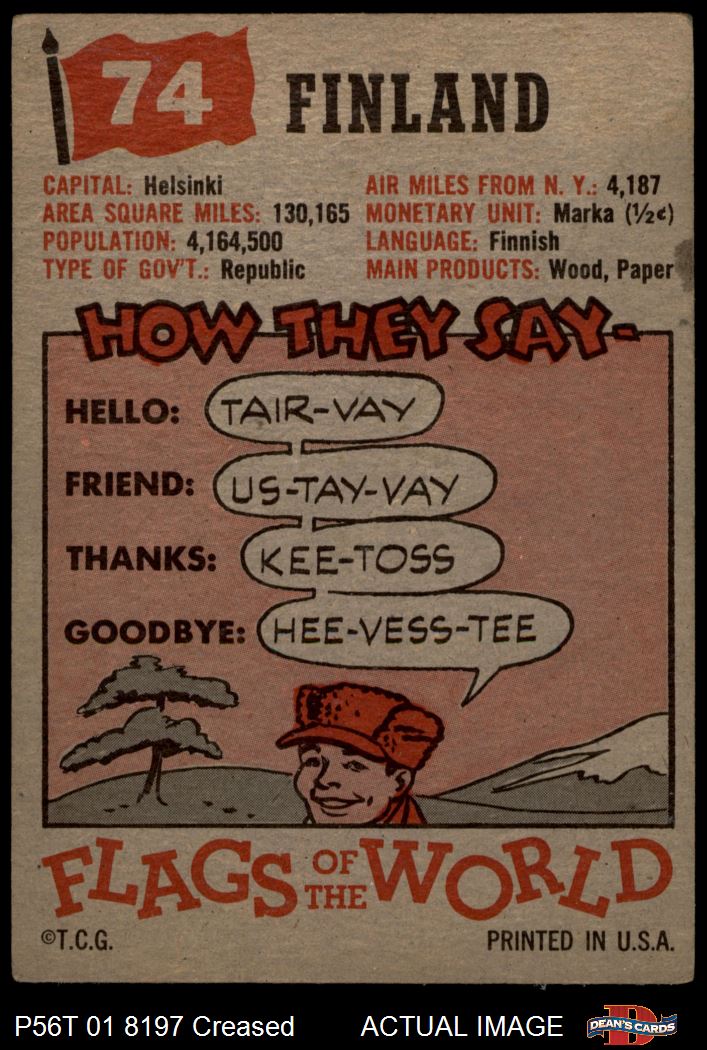 74 FINLAND
CAPITAL: Helsinki
AREA SQUARE MILES: 130,165
POPULATION: 4,164,500
TYPE OF GOV'T.: Republic
AIR MILES FROM N. Y.: 4,187
MONETARY UNIT: Marka (½¢)
LANGUAGE: Finnish
MAIN PRODUCTS: Wood, Paper
HOW THEY SAY-
HELLO: TAIR-VAY
FRIEND: US-TAY-VAY
THANKS: KEE-TOSS
GOODBYE: HEE-VESS-TEE
FLAGS OF THE WORLD
©T.C.G.
PRINTED IN U.S.A.
P56T 01 8197 Creased
ACTUAL IMAGE
D
DEAN'S CARDS